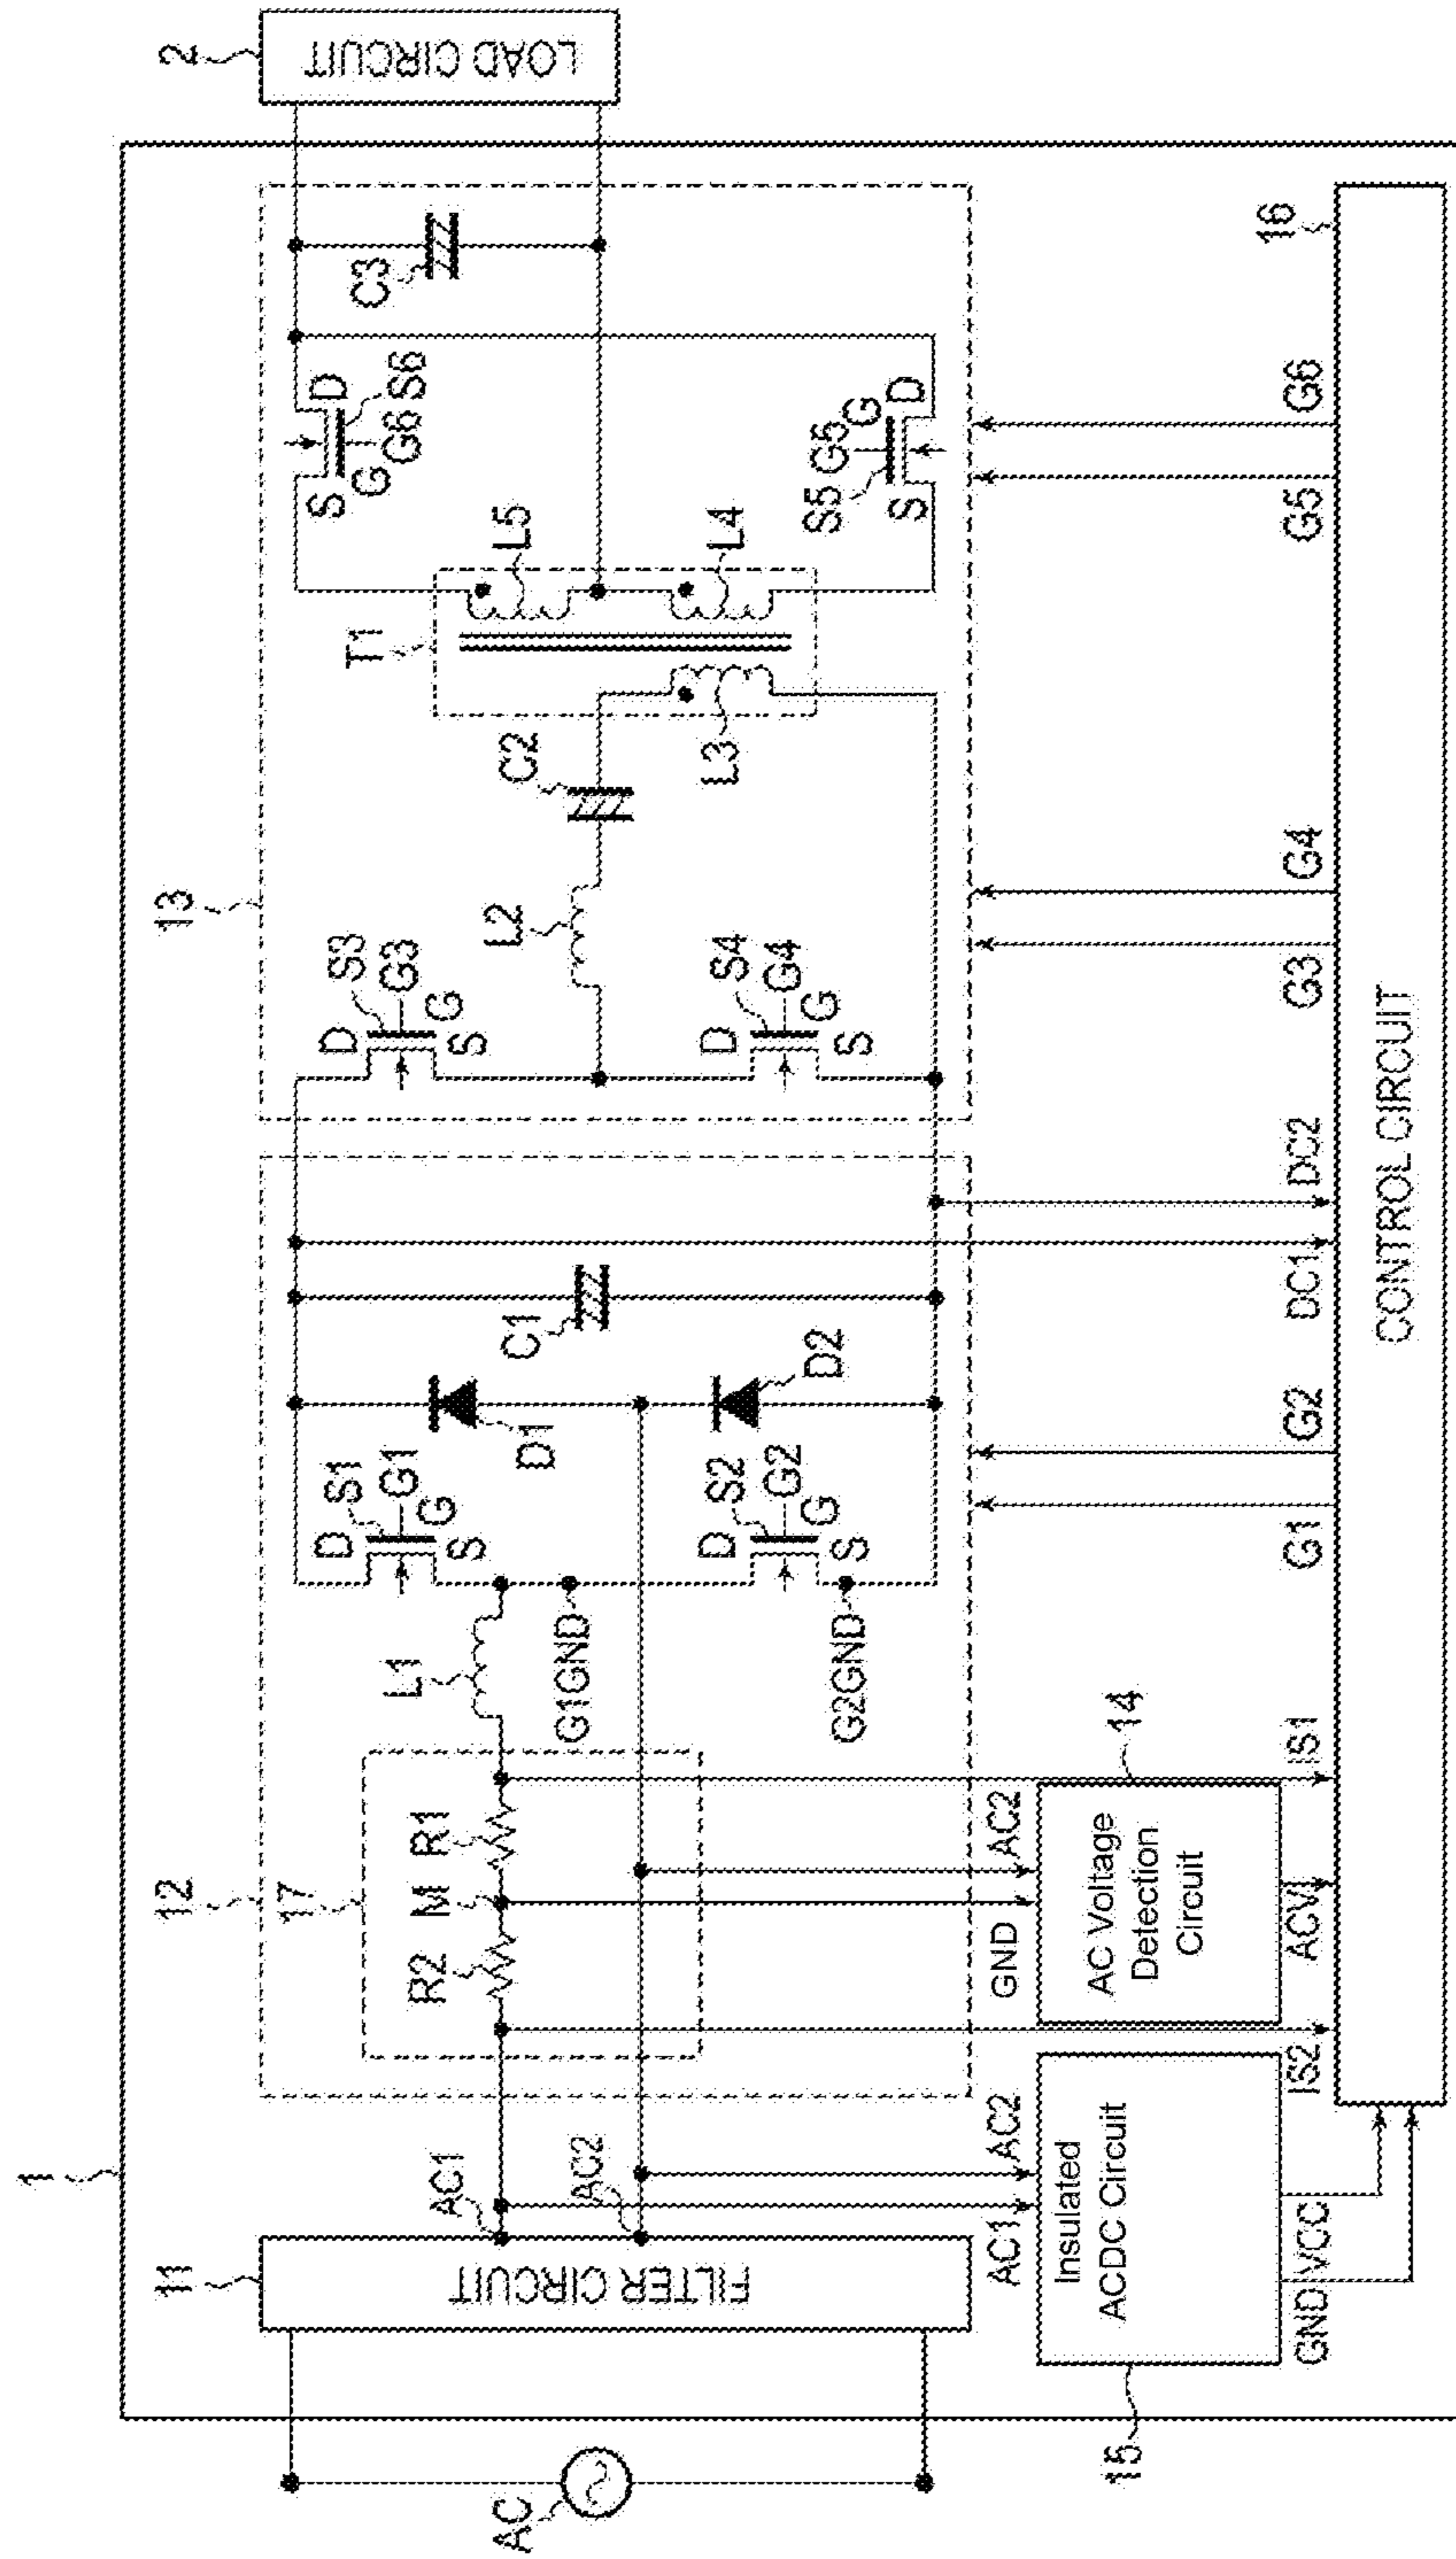 1
2
LOAD CIRCUIT
13
12
11
17
T1
C3
D
S6
G6
G
S
L5
L4
G5
G
D
S5
S
C2
L3
L2
D
S3
G3
G
S
D
S4
G4
G
S
C1
D1
D2
D
S1
G1
G
S
D
S2
G2
G
S
L1
G1GND
G2GND
R1
M
R2
AC1
AC2
FILTER CIRCUIT
AC
AC1
AC2
GND
AC2
Insulated
ACDC Circuit
15
AC Voltage
Detection
Circuit
14
GND
VCC
IS2
ACVI
IS1
G1
G2
DC1
DC2
G3
G4
G5
G6
16
CONTROL CIRCUIT